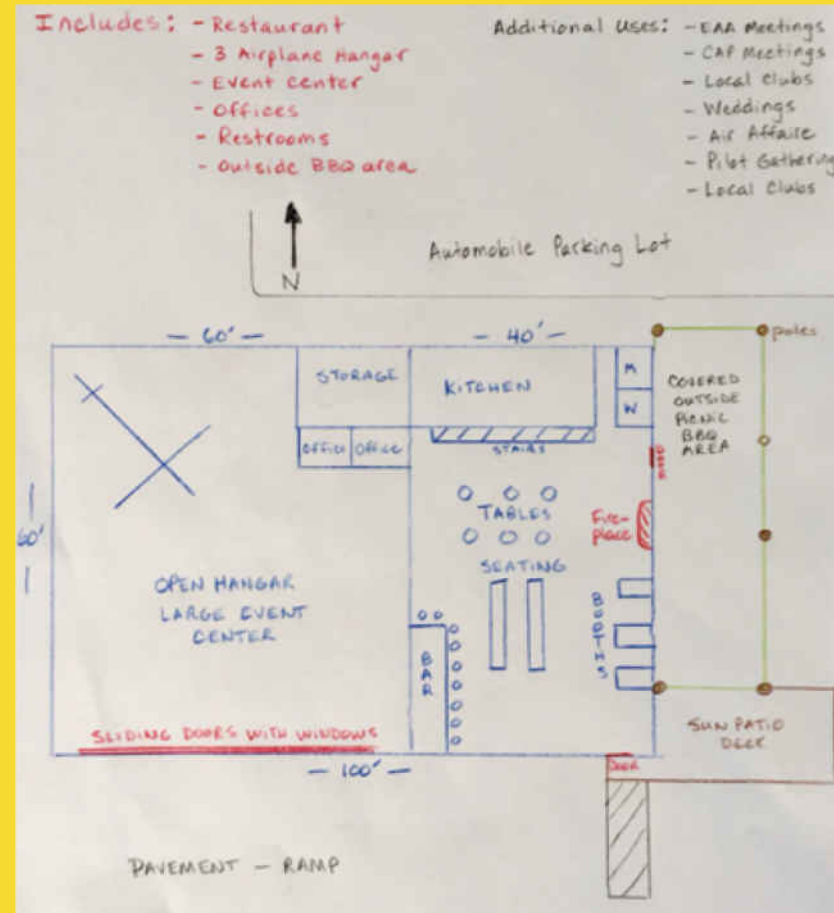 Includes: - Restaurant
- 3 Airplane Hangar
- Event Center
- Offices
- Restrooms
- Outside BBQ area
Additional Uses: - EAA Meetings
- CAP Meetings
- Local Clubs
- Weddings
- Air Affaire
- Pilot Gathering
- Local Clubs
N
Automobile Parking Lot
- 60' -
- 40' -
poles
STORAGE
KITCHEN
M
W
COVERED
OUTSIDE
PICNIC
BBQ
AREA
OFFICE OFFICE
STAIRS
DOOR
TABLES
Fire-
place
SEATING
60'
OPEN HANGAR
LARGE EVENT
CENTER
BAR
BOOTHS
SLIDING DOORS WITH WINDOWS
SUN PATIO
DECK
DOOR
- 100' -
PAVEMENT - RAMP